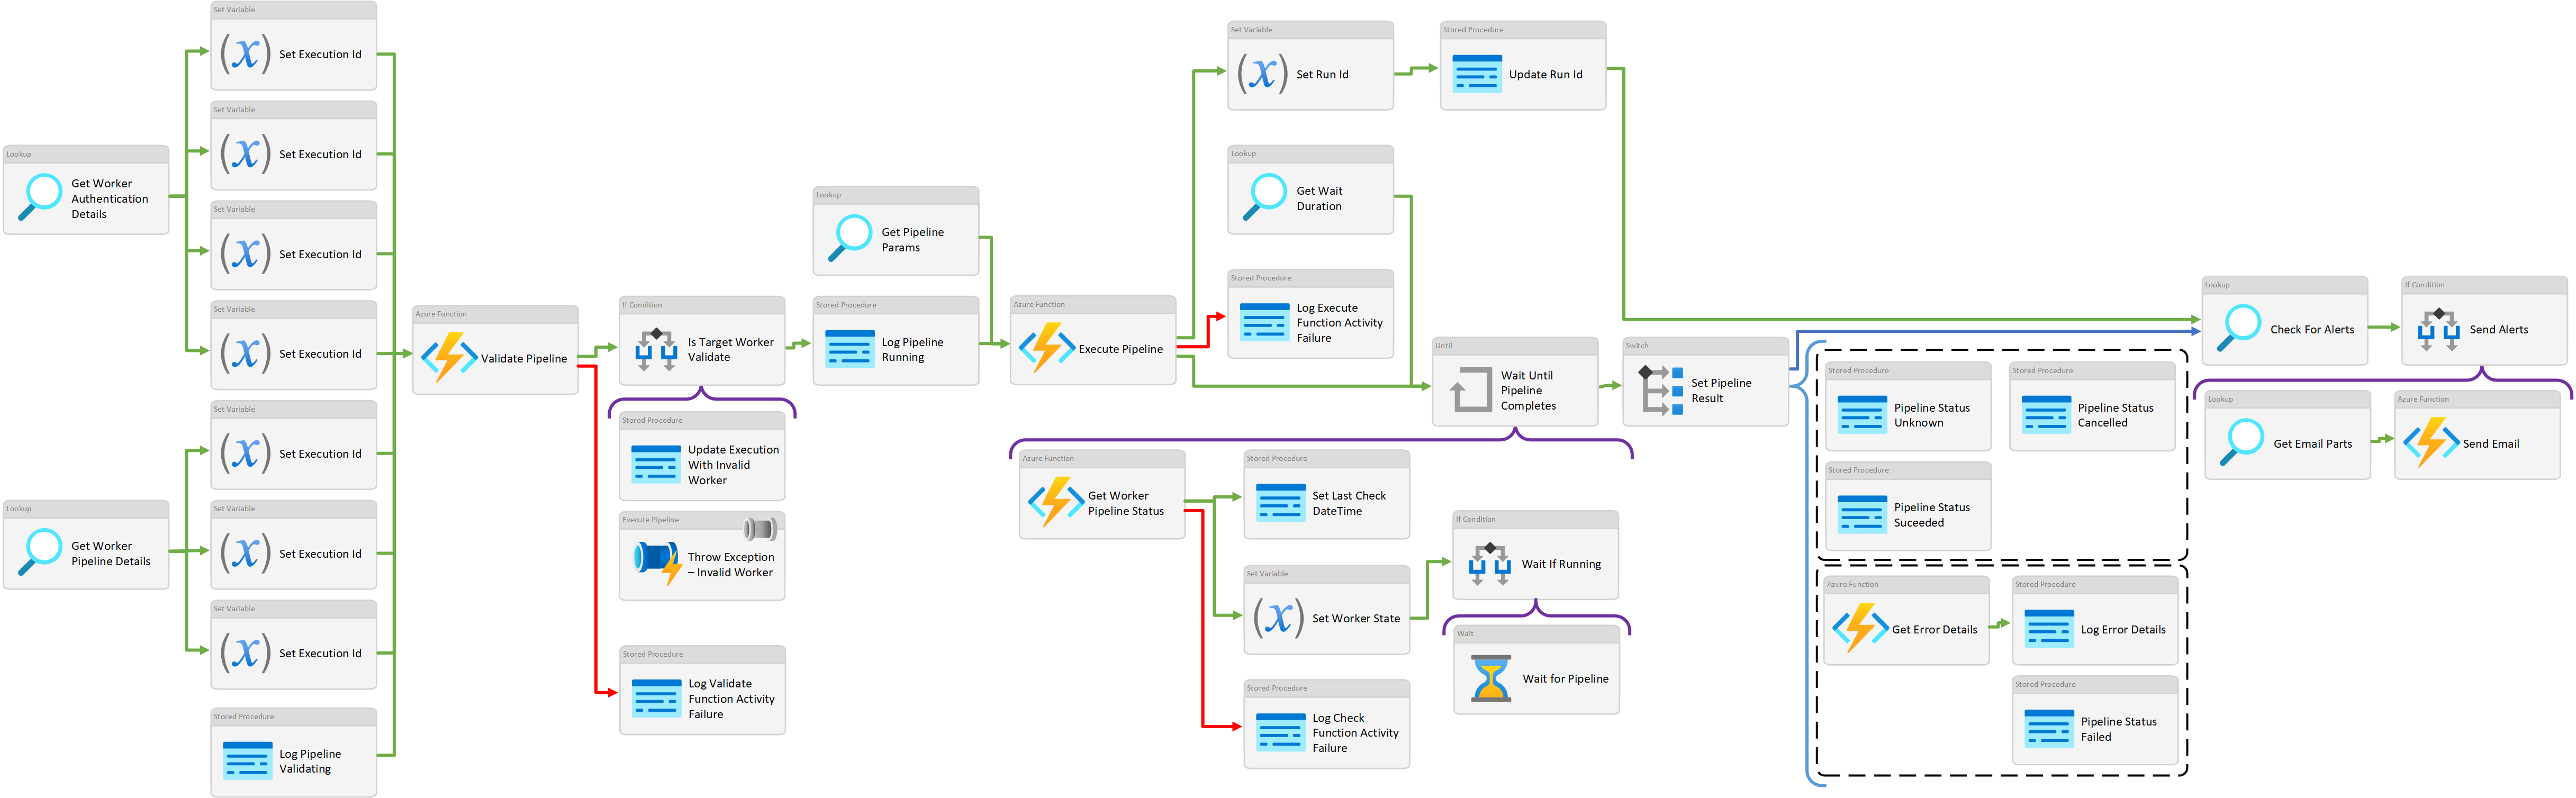 Lookup
Get Worker
Authentication
Details
Lookup
Get Worker
Pipeline Details
Set Variable
(x) Set Execution Id
Set Variable
(x) Set Execution Id
Set Variable
(x) Set Execution Id
Set Variable
(x) Set Execution Id
Set Variable
(x) Set Execution Id
Set Variable
(x) Set Execution Id
Set Variable
(x) Set Execution Id
Stored Procedure
Log Pipeline
Validating
Azure Function
Validate Pipeline
If Condition
Is Target Worker
Validate
Stored Procedure
Update Execution
With Invalid
Worker
Execute Pipeline
Throw Exception
– Invalid Worker
Stored Procedure
Log Validate
Function Activity
Failure
Lookup
Get Pipeline
Params
Stored Procedure
Log Pipeline
Running
Azure Function
Execute Pipeline
Set Variable
(x) Set Run Id
Stored Procedure
Update Run Id
Lookup
Get Wait
Duration
Stored Procedure
Log Execute
Function Activity
Failure
Until
Wait Until
Pipeline
Completes
Azure Function
Get Worker
Pipeline Status
Stored Procedure
Set Last Check
DateTime
Set Variable
(x) Set Worker State
Stored Procedure
Log Check
Function Activity
Failure
If Condition
Wait If Running
Wait
Wait for Pipeline
Switch
Set Pipeline
Result
Stored Procedure
Pipeline Status
Unknown
Stored Procedure
Pipeline Status
Cancelled
Stored Procedure
Pipeline Status
Suceeded
Azure Function
Get Error Details
Stored Procedure
Log Error Details
Stored Procedure
Pipeline Status
Failed
Lookup
Check For Alerts
If Condition
Send Alerts
Lookup
Get Email Parts
Azure Function
Send Email